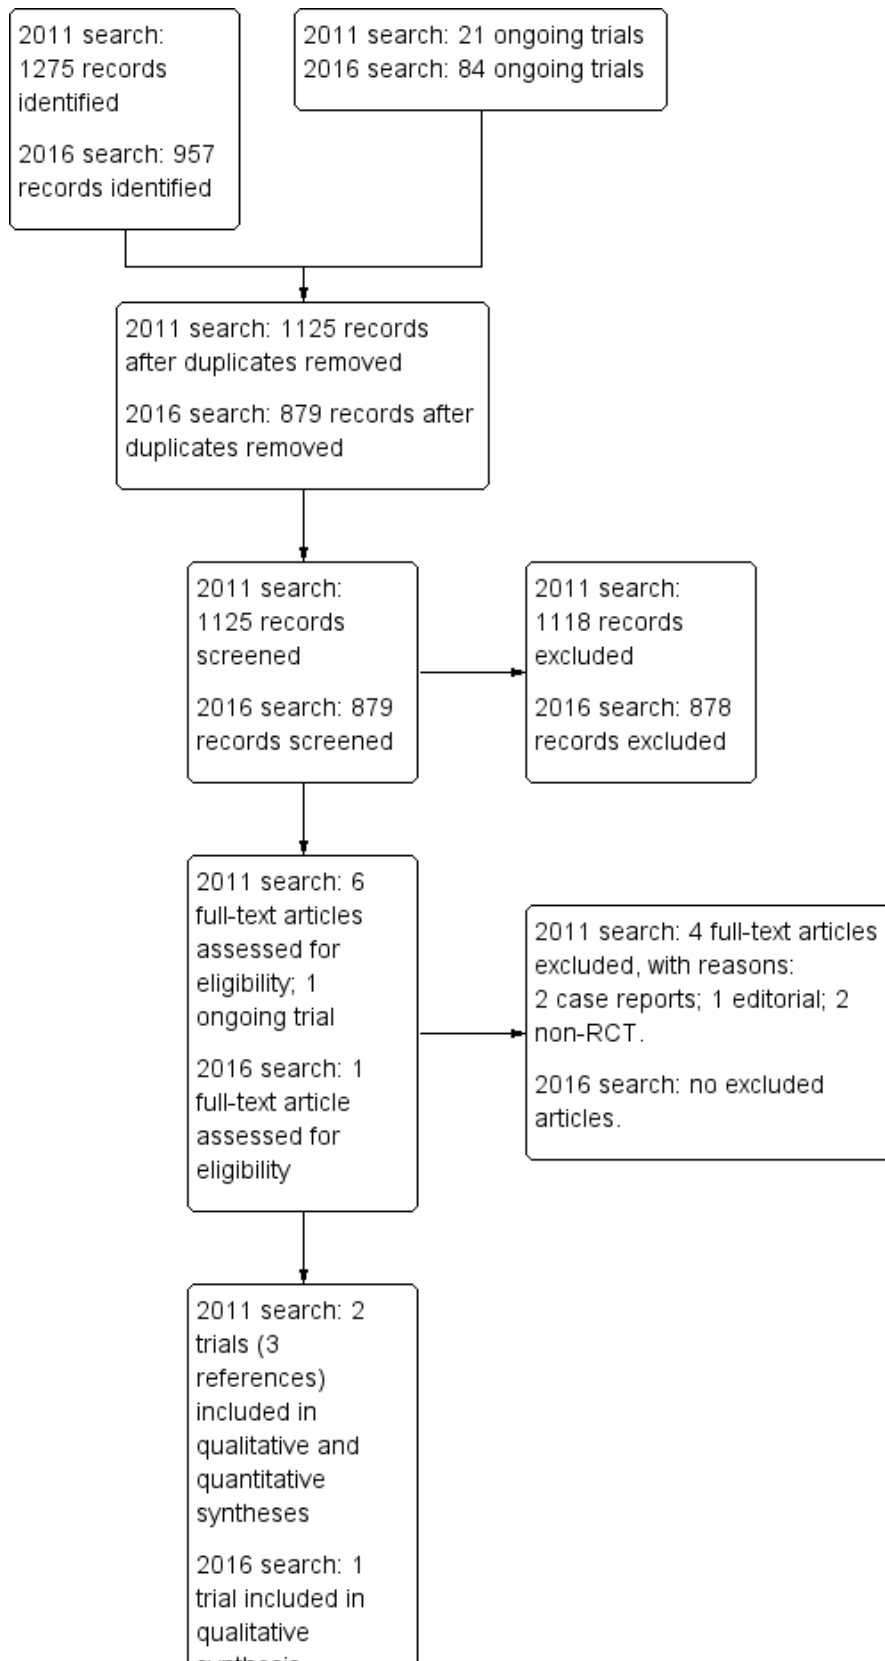 2011 search:
1275 records
identified
2016 search: 957
records identified
2011 search: 21 ongoing trials
2016 search: 84 ongoing trials
2011 search: 1125 records
after duplicates removed
2016 search: 879 records after
duplicates removed
2011 search:
1125 records
screened
2016 search: 879
records screened
2011 search:
1118 records
excluded
2016 search: 878
records excluded
2011 search: 6
full-text articles
assessed for
eligibility; 1
ongoing trial
2016 search: 1
full-text article
assessed for
eligibility
2011 search: 4 full-text articles
excluded, with reasons:
2 case reports; 1 editorial; 2
non-RCT.
2016 search: no excluded
articles.
2011 search: 2
trials (3
references)
included in
qualitative and
quantitative
syntheses
2016 search: 1
trial included in
qualitative